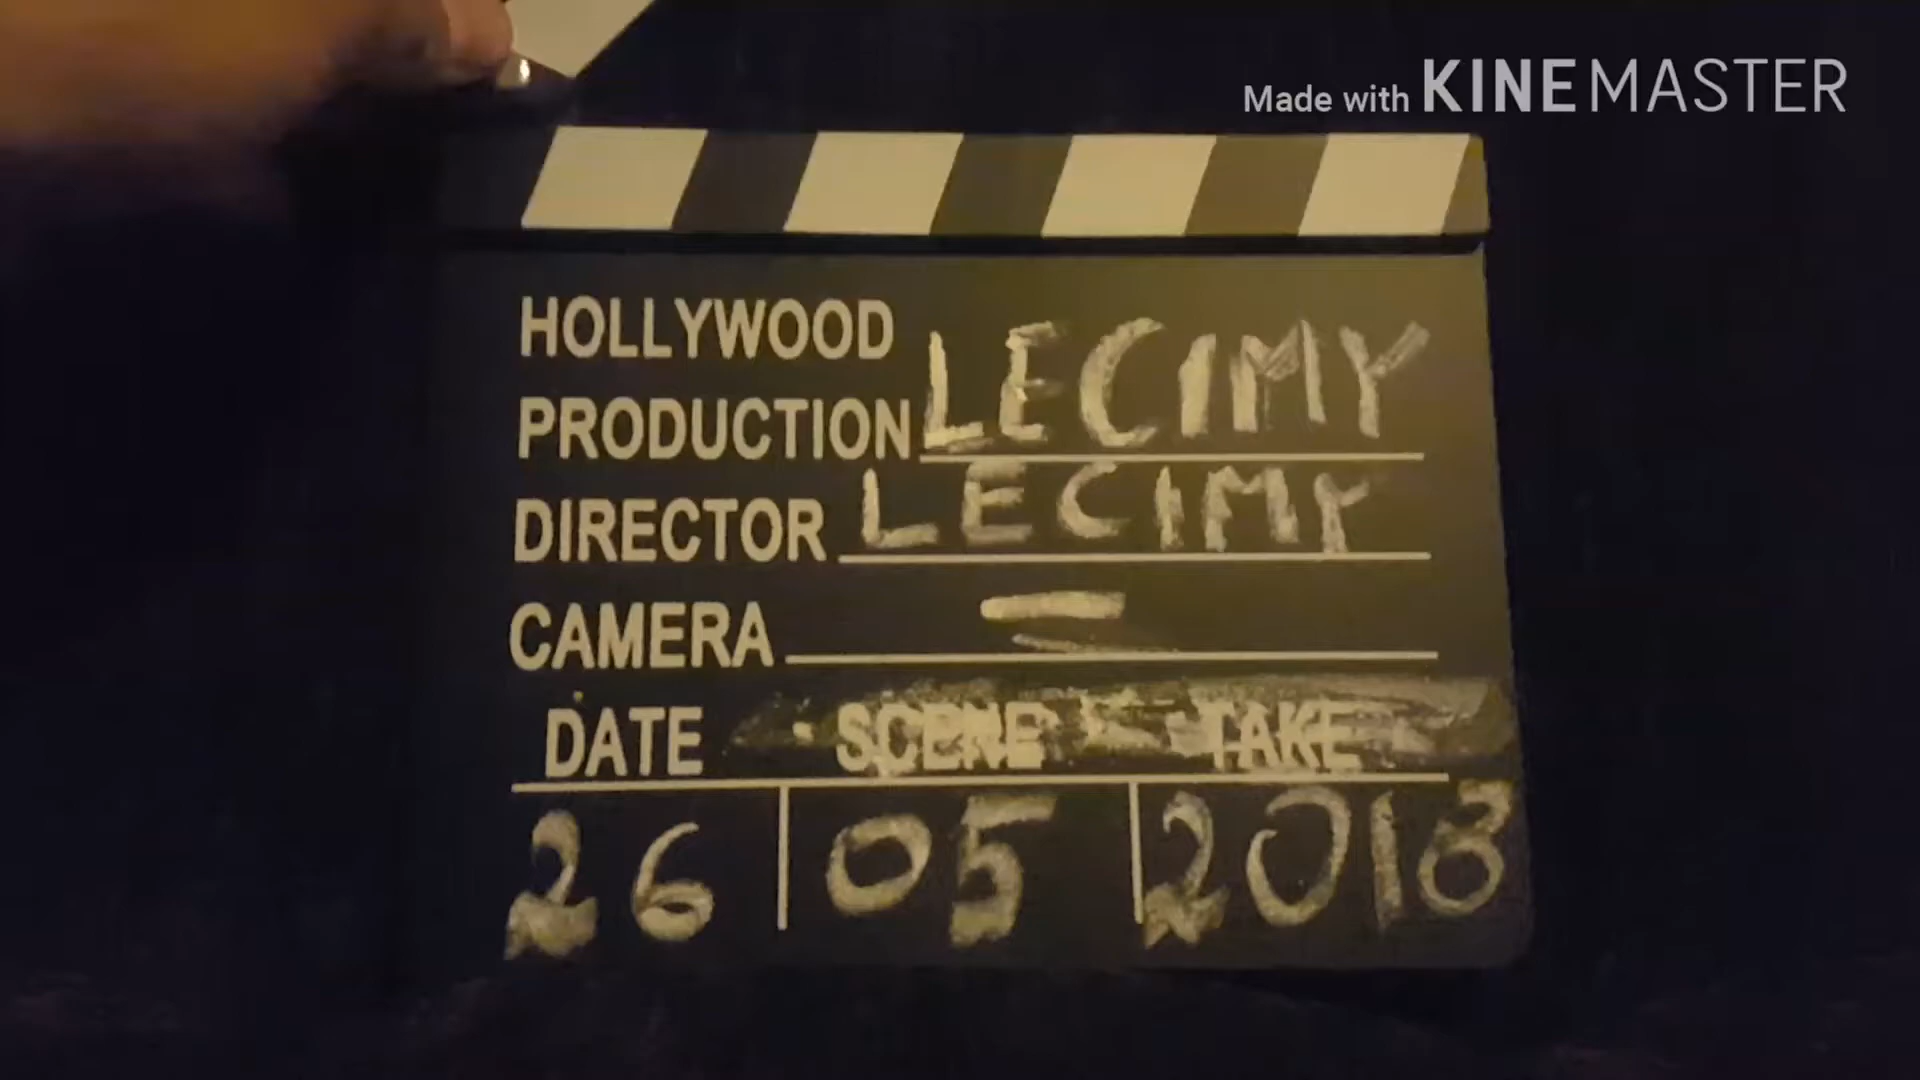 Made with KINEMASTER
HOLLYWOOD
PRODUCTION LECIMY
DIRECTOR LECIMY
CAMERA =
DATE SCENE TAKE
26 05 2018